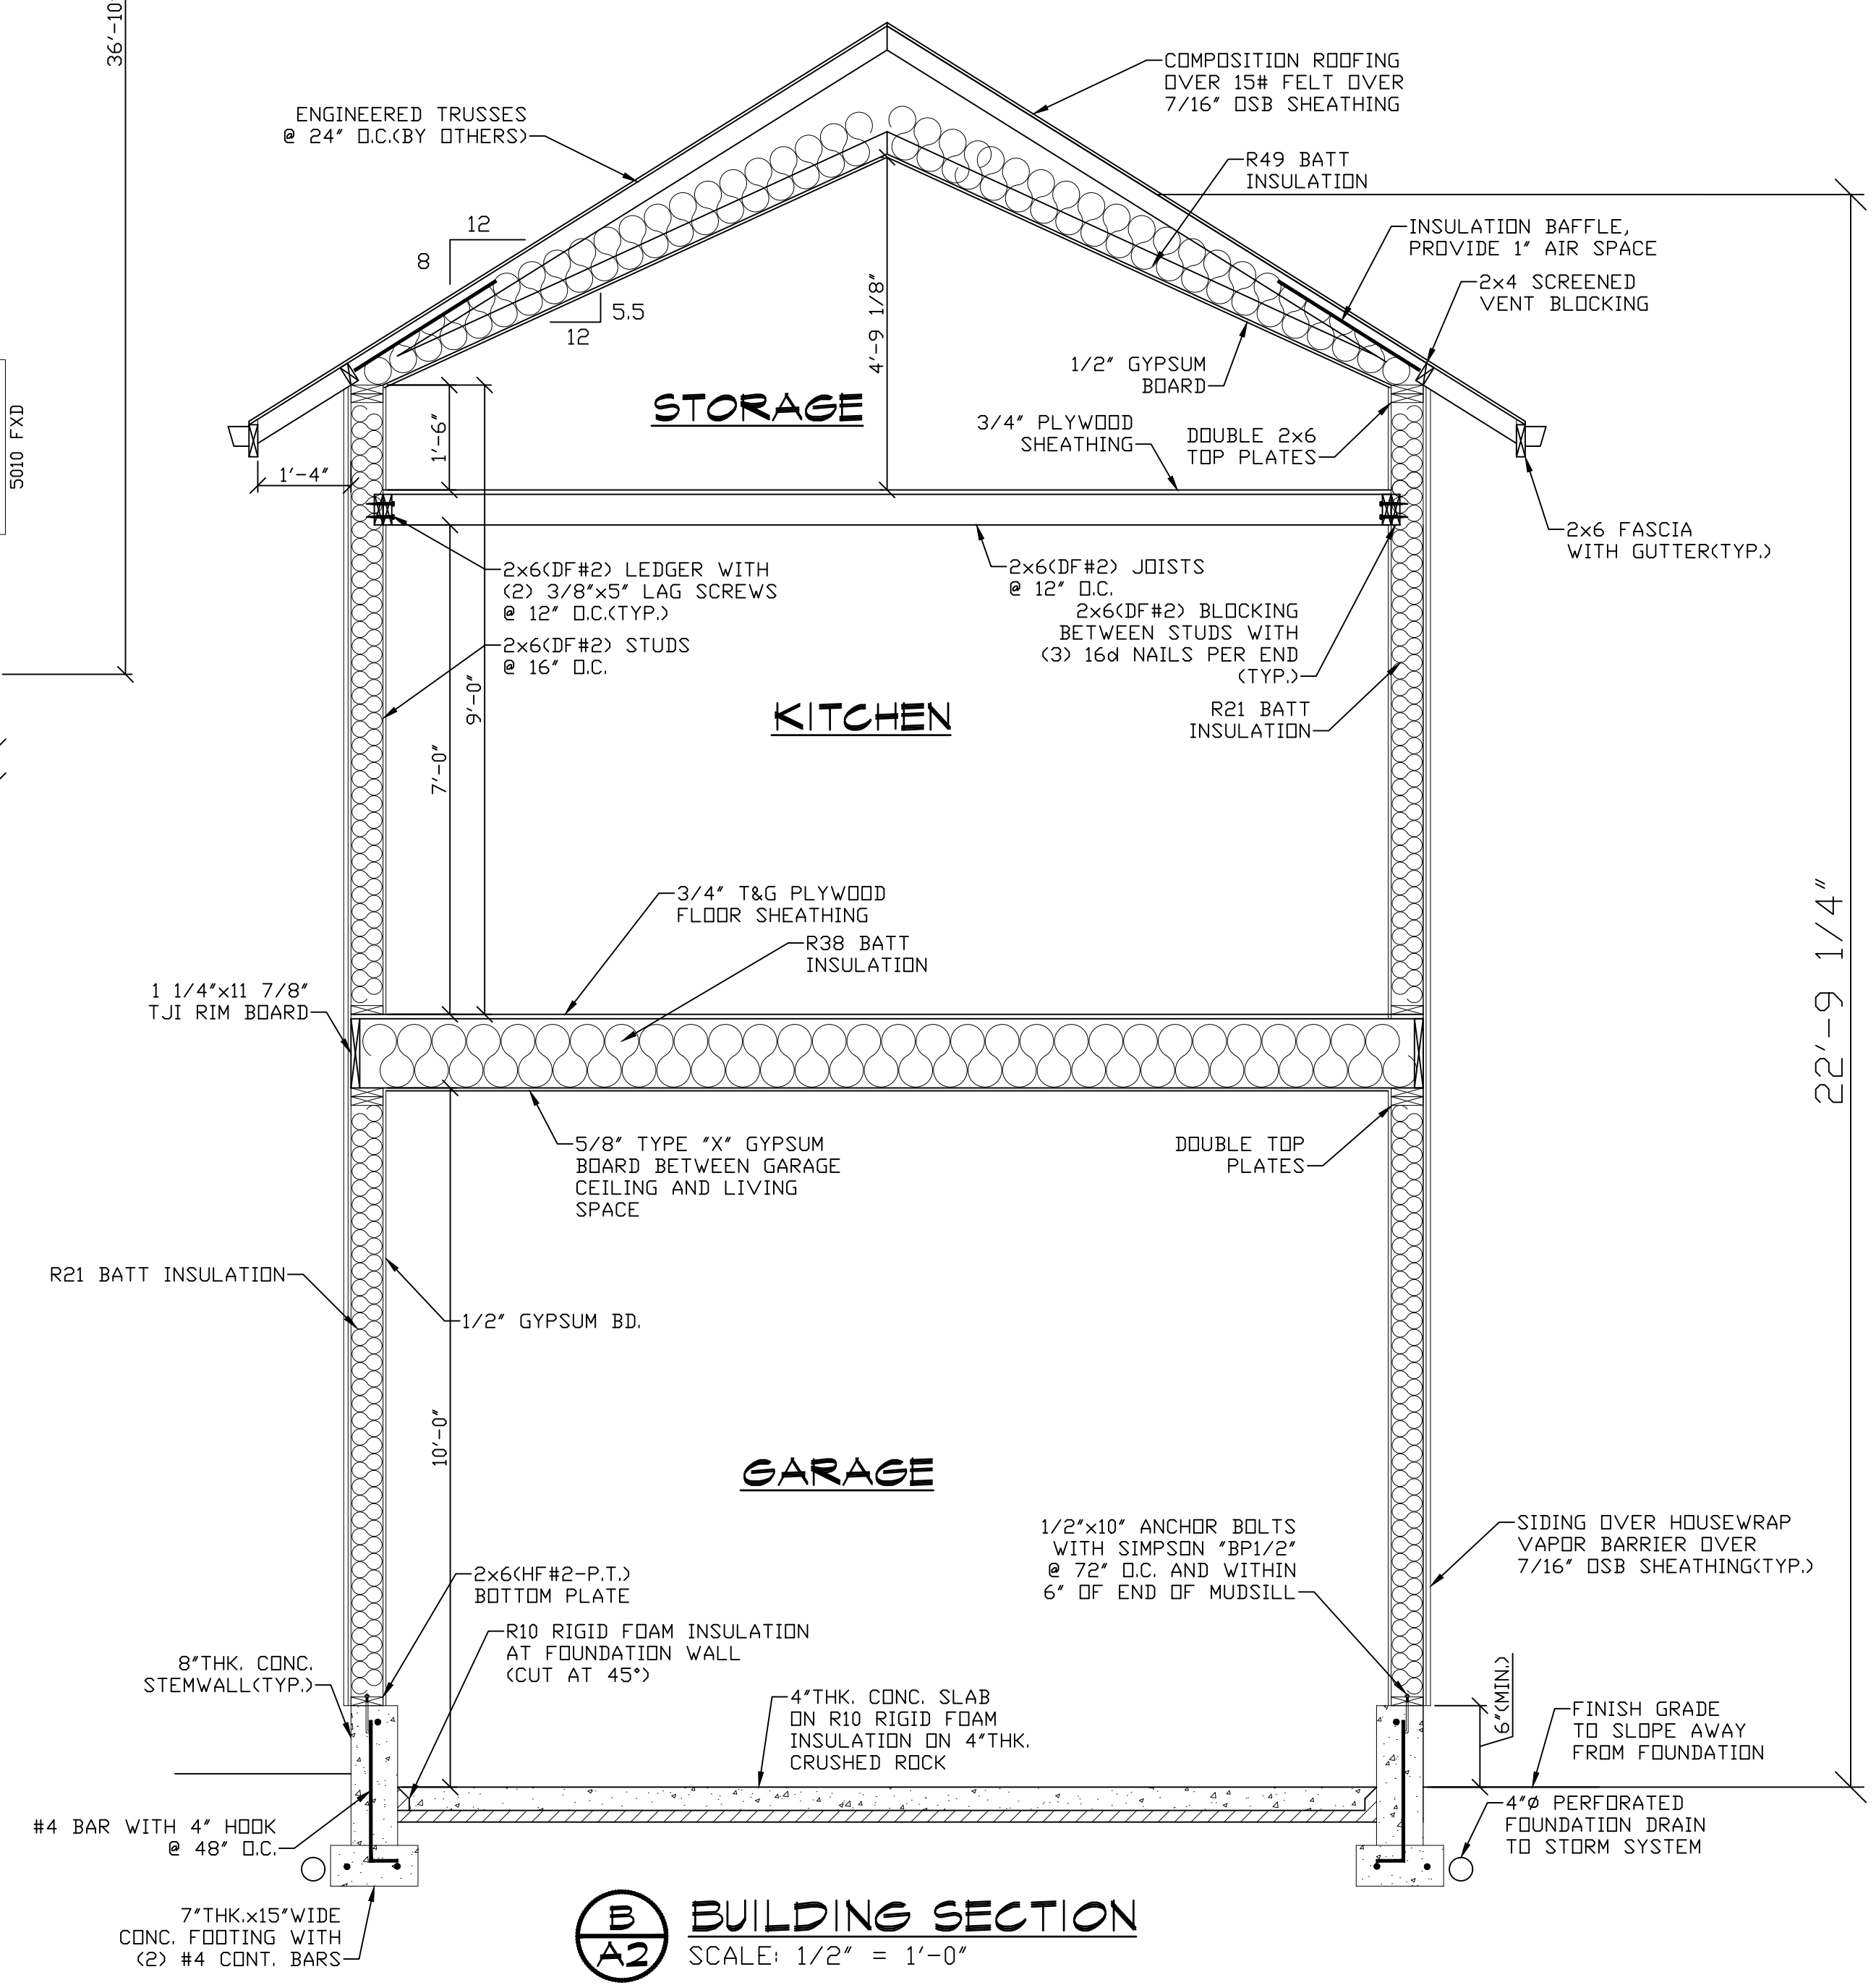 36'-10
COMPOSITION ROOFING
OVER 15# FELT OVER
7/16" OSB SHEATHING
ENGINEERED TRUSSES
@ 24" O.C.(BY OTHERS)
R49 BATT
INSULATION
12
8
INSULATION BAFFLE,
PROVIDE 1" AIR SPACE
2x4 SCREENED
VENT BLOCKING
5.5
12
4'-9 1/8"
1/2" GYPSUM
BOARD
5010 FXD
STORAGE
1'-6"
3/4" PLYWOOD
SHEATHING
DOUBLE 2x6
TOP PLATES
1'-4"
2x6 FASCIA
WITH GUTTER(TYP.)
2x6(DF#2) LEDGER WITH
(2) 3/8"x5" LAG SCREWS
@ 12" O.C.(TYP.)
2x6(DF#2) JOISTS
@ 12" O.C.
2x6(DF#2) BLOCKING
BETWEEN STUDS WITH
(3) 16d NAILS PER END
(TYP.)
2x6(DF#2) STUDS
@ 16" O.C.
9'-0"
7'-0"
KITCHEN
R21 BATT
INSULATION
3/4" T&G PLYWOOD
FLOOR SHEATHING
R38 BATT
INSULATION
22'-9 1/4"
1 1/4"x11 7/8"
TJI RIM BOARD
5/8" TYPE "X" GYPSUM
BOARD BETWEEN GARAGE
CEILING AND LIVING
SPACE
DOUBLE TOP
PLATES
R21 BATT INSULATION
1/2" GYPSUM BD.
10'-0"
GARAGE
1/2"x10" ANCHOR BOLTS
WITH SIMPSON "BP1/2"
@ 72" O.C. AND WITHIN
6" OF END OF MUDSILL
SIDING OVER HOUSEWRAP
VAPOR BARRIER OVER
7/16" OSB SHEATHING(TYP.)
2x6(HF#2-P.T.)
BOTTOM PLATE
R10 RIGID FOAM INSULATION
AT FOUNDATION WALL
(CUT AT 45°)
8"THK. CONC.
STEMWALL(TYP.)
4"THK. CONC. SLAB
ON R10 RIGID FOAM
INSULATION ON 4"THK.
CRUSHED ROCK
6"(MIN.)
FINISH GRADE
TO SLOPE AWAY
FROM FOUNDATION
#4 BAR WITH 4" HOOK
@ 48" O.C.
4"Ø PERFORATED
FOUNDATION DRAIN
TO STORM SYSTEM
7"THK.x15"WIDE
CONC. FOOTING WITH
(2) #4 CONT. BARS
B
A2
BUILDING SECTION
SCALE: 1/2" = 1'-0"